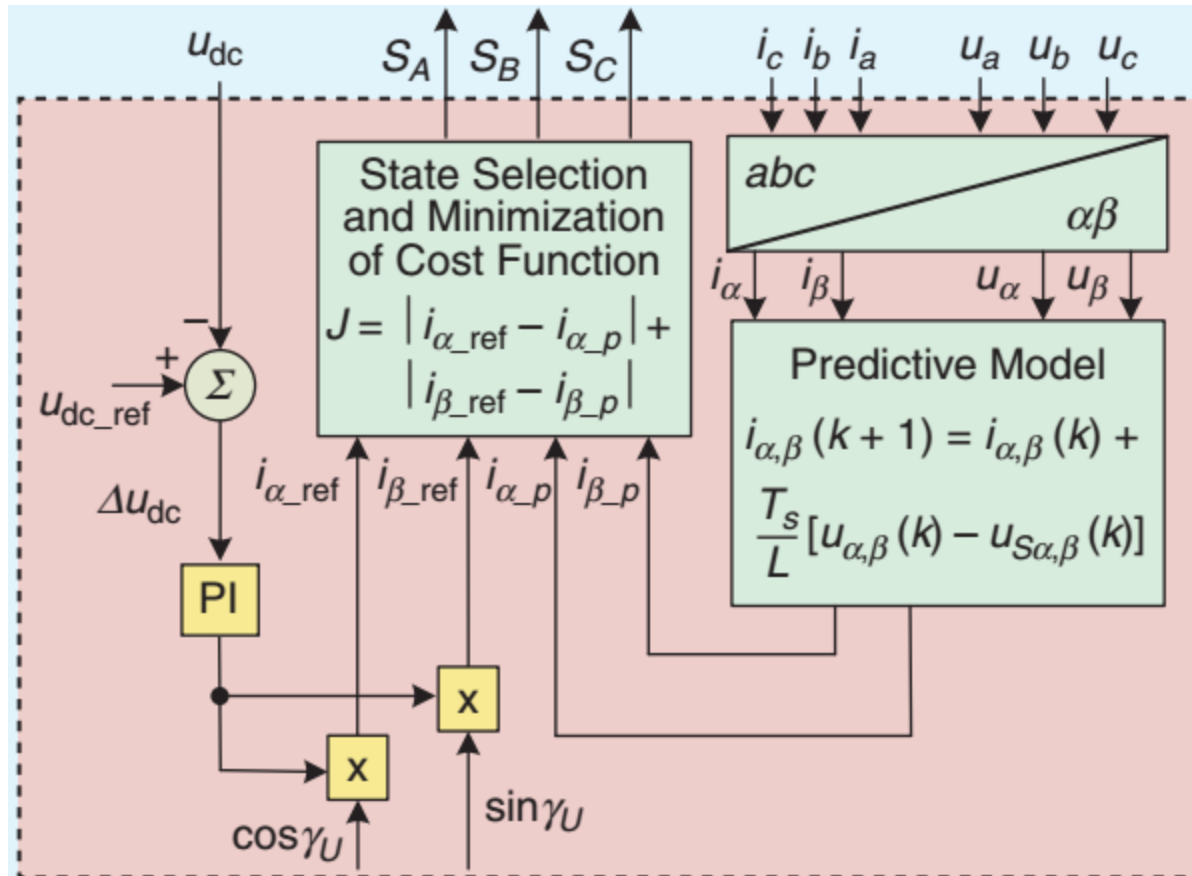 u_dc
S_A S_B S_C
i_c i_b i_a u_a u_b u_c
State Selection
and Minimization
of Cost Function
J = | i_α_ref − i_α_p | +
| i_β_ref − i_β_p |
abc
αβ
i_α i_β u_α u_β
Predictive Model
i_α,β (k + 1) = i_α,β (k) +
T_s/L [u_α,β (k) − u_Sα,β (k)]
−
+
Σ
u_dc_ref
Δu_dc
i_α_ref i_β_ref i_α_p i_β_p
PI
x
x
cosγ_U
sinγ_U